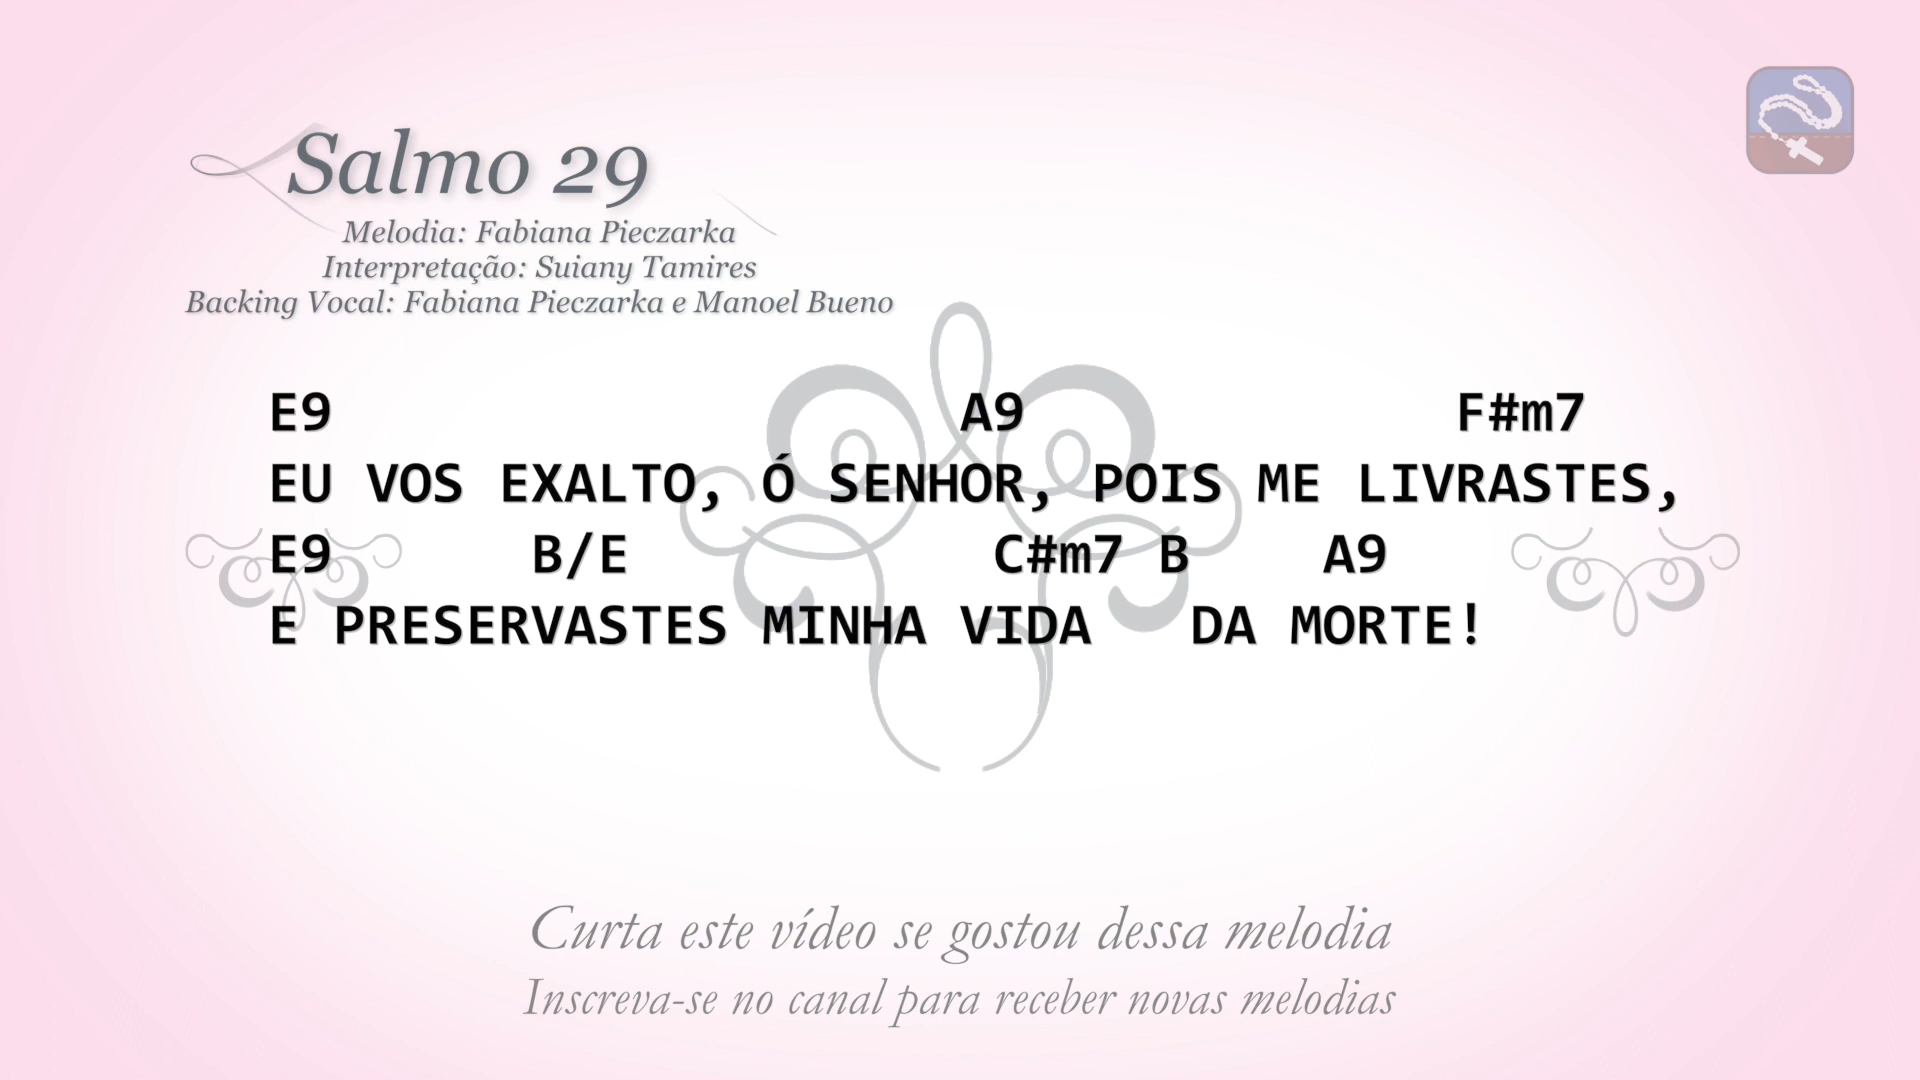 Salmo 29
Melodia: Fabiana Pieczarka
Interpretação: Suiany Tamires
Backing Vocal: Fabiana Pieczarka e Manoel Bueno
E9 A9 F#m7
EU VOS EXALTO, Ó SENHOR, POIS ME LIVRASTES,
E9 B/E C#m7 B A9
E PRESERVASTES MINHA VIDA DA MORTE!
Curta este vídeo se gostou dessa melodia
Inscreva-se no canal para receber novas melodias